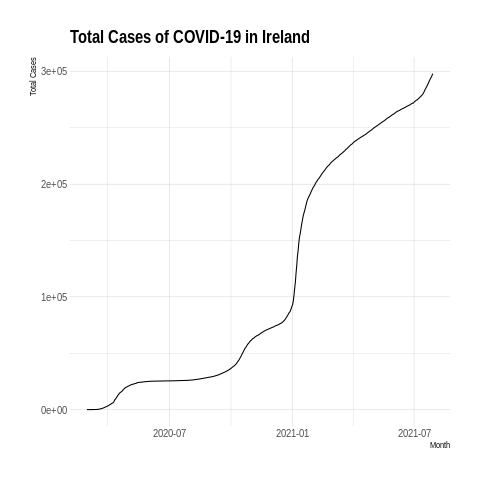 Total Cases of COVID-19 in Ireland
Total Cases
3e+05
2e+05
1e+05
0e+00
2020-07
2021-01
2021-07
Month